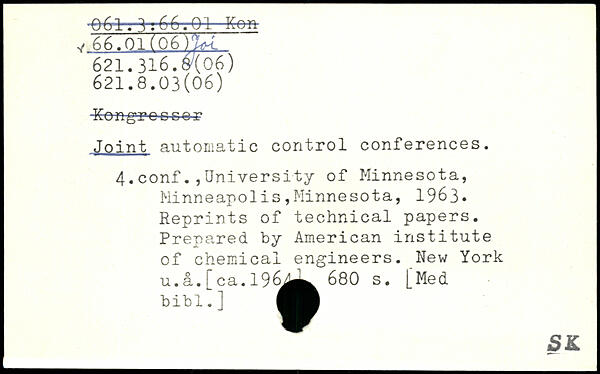 061.3:66.01 Kon
66.01(06) Joi
621.316.8(06)
621.8.03(06)
Kongresser
Joint automatic control conferences.
4.conf.,University of Minnesota,
Minneapolis,Minnesota, 1963.
Reprints of technical papers.
Prepared by American institute
of chemical engineers. New York
u.å.[ca.1964] 680 s. [Med
bibl.]
SK